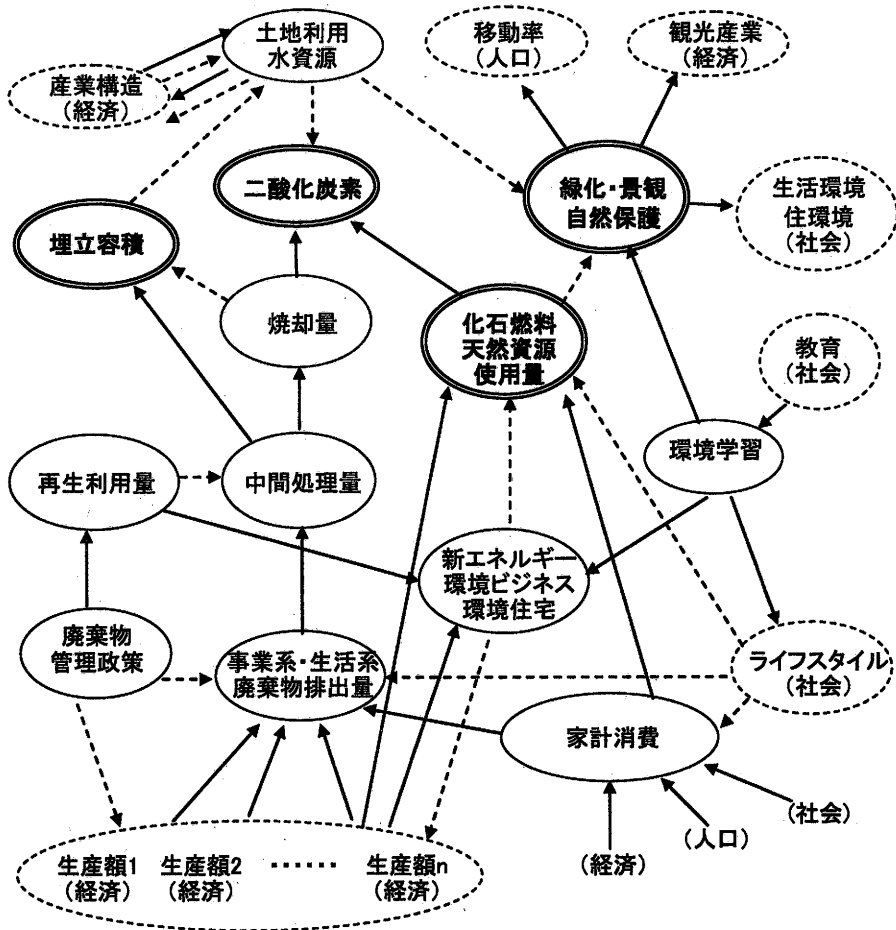 土地利用
水資源
移動率
(人口)
観光産業
(経済)
産業構造
(経済)
二酸化炭素
緑化・景観
自然保護
生活環境
住環境
(社会)
埋立容積
焼却量
化石燃料
天然資源
使用量
教育
(社会)
環境学習
再生利用量
中間処理量
新エネルギー
環境ビジネス
環境住宅
廃棄物
管理政策
事業系・生活系
廃棄物排出量
ライフスタイル
(社会)
家計消費
(社会)
(人口)
(経済)
生産額1
(経済)
生産額2
(経済)
……
生産額n
(経済)